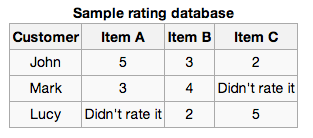 Sample rating database
Customer Item A Item B Item C
John 5 3 2
Mark 3 4 Didn't rate it
Lucy Didn't rate it 2 5